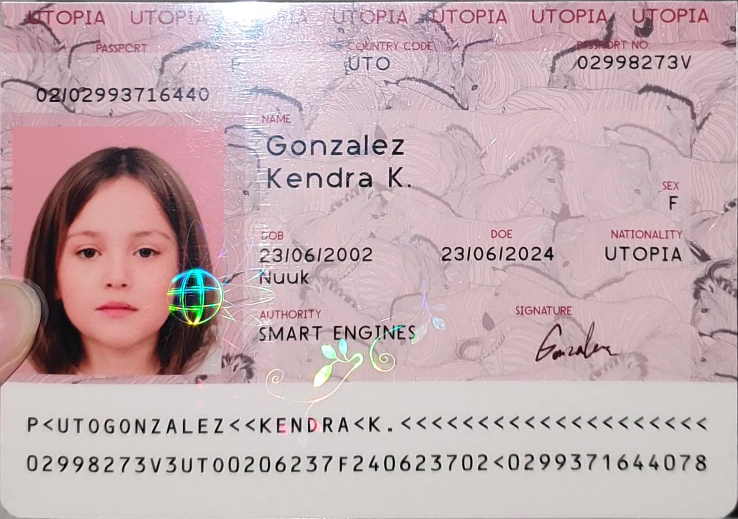 UTOPIA UTOPIA UTOPIA UTOPIA UTOPIA UTOPIA UTOPIA
PASSPORT COUNTRY CODE PASSPORT NO.
F UTO 02998273V
02/02993716440
NAME
Gonzalez
Kendra K.
SEX
F
DOB DOE NATIONALITY
23/06/2002 23/06/2024 UTOPIA
Nuuk
AUTHORITY SIGNATURE
SMART ENGINES Gonzalez
P<UTOGONZALEZ<<KENDRA<K.<<<<<<<<<<<<<<<<<<<<
02998273V3UTO0206237F240623702<0299371644078